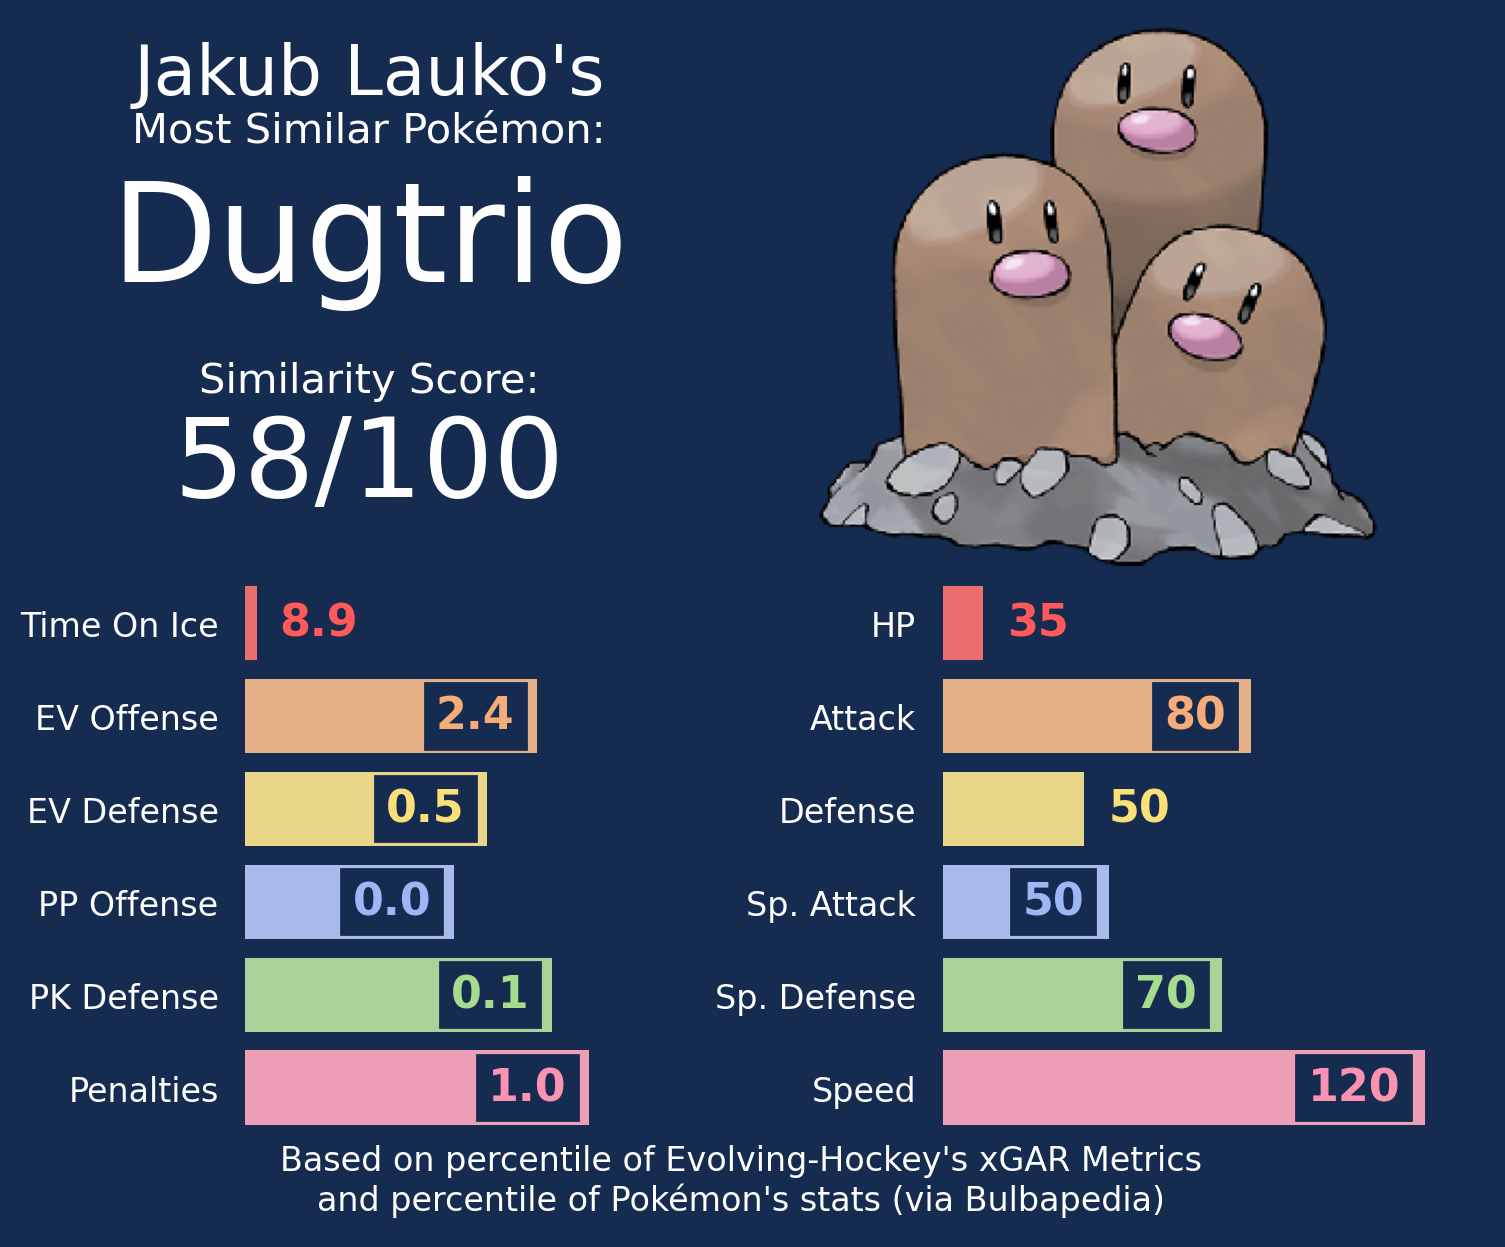 Jakub Lauko's
Most Similar Pokémon:
Dugtrio
Similarity Score:
58/100
Time On Ice 8.9
EV Offense 2.4
EV Defense 0.5
PP Offense 0.0
PK Defense 0.1
Penalties 1.0
HP 35
Attack 80
Defense 50
Sp. Attack 50
Sp. Defense 70
Speed 120
Based on percentile of Evolving-Hockey's xGAR Metrics
and percentile of Pokémon's stats (via Bulbapedia)